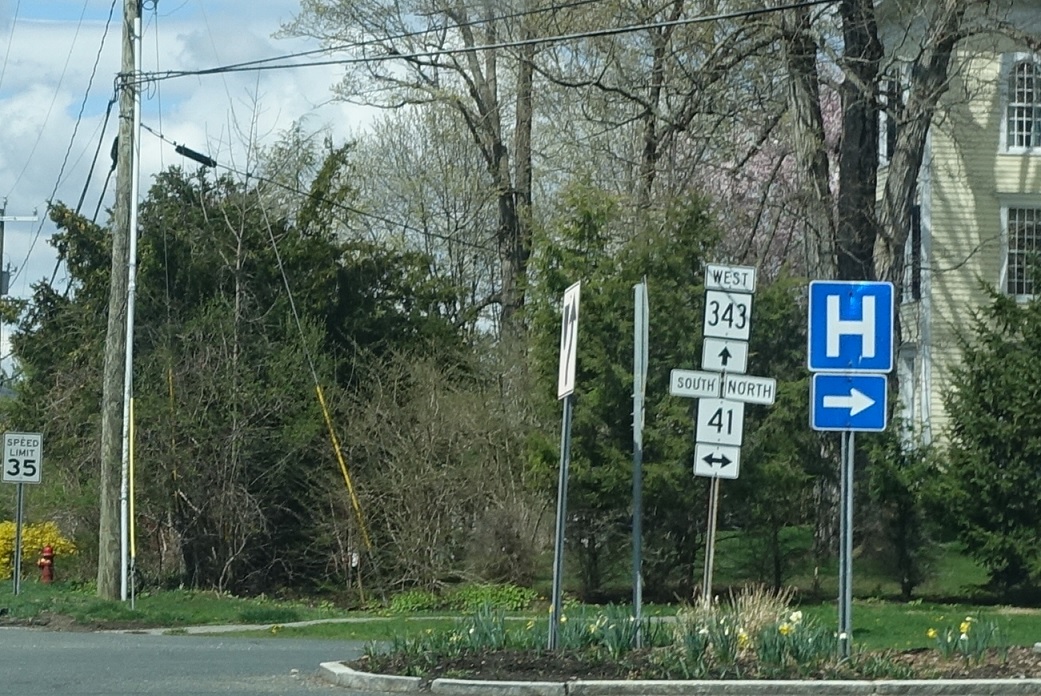 WEST
343
SOUTH NORTH
41
H
SPEED
LIMIT
35